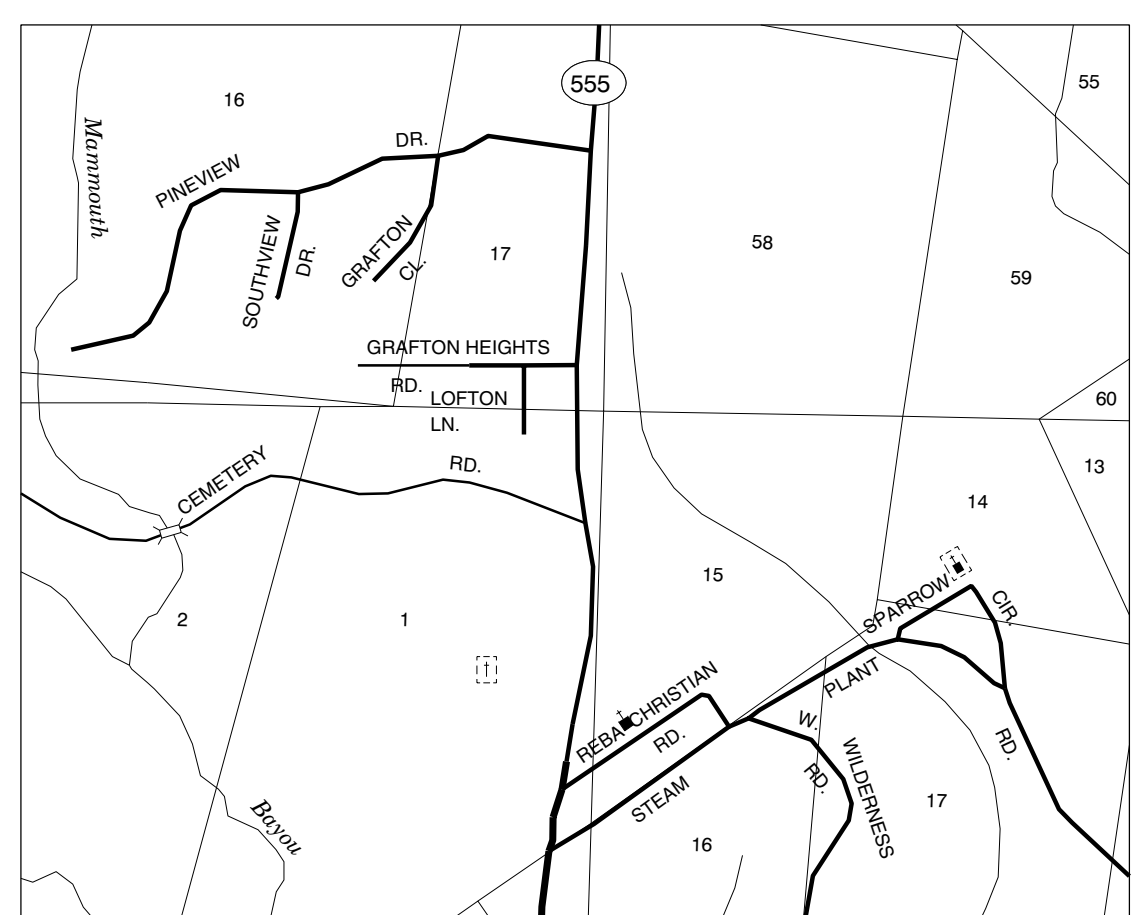 555
55
16
DR.
Mammouth
PINEVIEW
SOUTHVIEW
DR.
GRAFTON
CL.
17
58
59
GRAFTON HEIGHTS
RD.
LOFTON
LN.
60
CEMETERY
RD.
13
14
15
SPARROW
CIR.
2
1
REBA CHRISTIAN
RD.
PLANT
W.
WILDERNESS
RD.
RD.
STEAM
17
16
Bayou